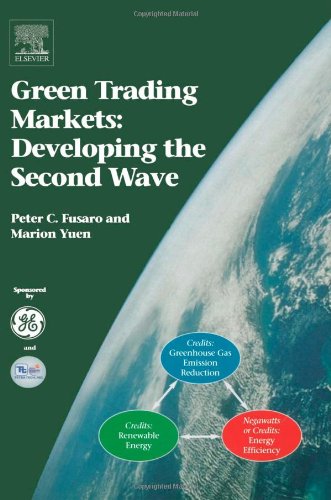 ELSEVIER
Green Trading
Markets:
Developing the
Second Wave
Peter C. Fusaro and
Marion Yuen
Sponsored
by
GE
and
Credits:
Greenhouse Gas
Emission
Reduction
Credits:
Renewable
Energy
Negawatts
or Credits:
Energy
Efficiency